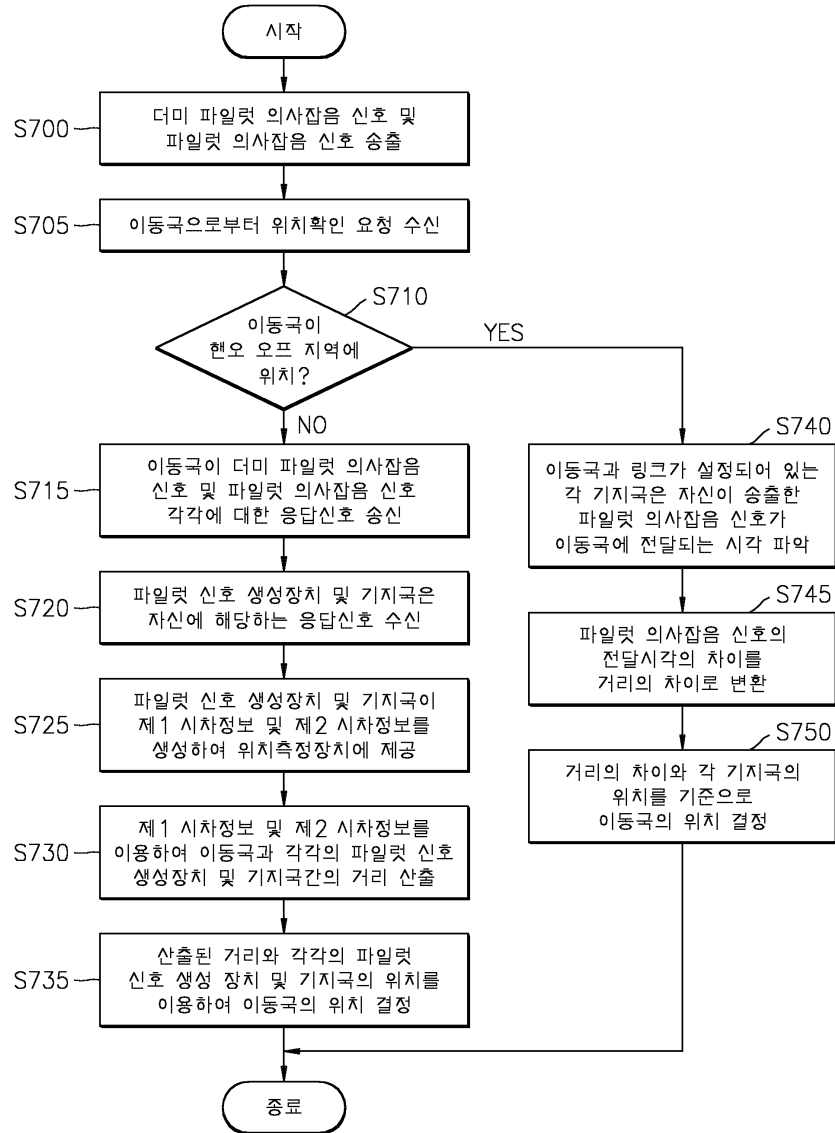 시작
S700
더미 파일럿 의사잡음 신호 및
파일럿 의사잡음 신호 송출
S705
이동국으로부터 위치확인 요청 수신
S710
이동국이
핸오 오프 지역에
위치?
YES
NO
S715
이동국이 더미 파일럿 의사잡음
신호 및 파일럿 의사잡음 신호
각각에 대한 응답신호 송신
S720
파일럿 신호 생성장치 및 기지국은
자신에 해당하는 응답신호 수신
S725
파일럿 신호 생성장치 및 기지국이
제1 시차정보 및 제2 시차정보를
생성하여 위치측정장치에 제공
S730
제1 시차정보 및 제2 시차정보를
이용하여 이동국과 각각의 파일럿 신호
생성장치 및 기지국간의 거리 산출
S735
산출된 거리와 각각의 파일럿
신호 생성 장치 및 기지국의 위치를
이용하여 이동국의 위치 결정
S740
이동국과 링크가 설정되어 있는
각 기지국은 자신이 송출한
파일럿 의사잡음 신호가
이동국에 전달되는 시각 파악
S745
파일럿 의사잡음 신호의
전달시각의 차이를
거리의 차이로 변환
S750
거리의 차이와 각 기지국의
위치를 기준으로
이동국의 위치 결정
종료